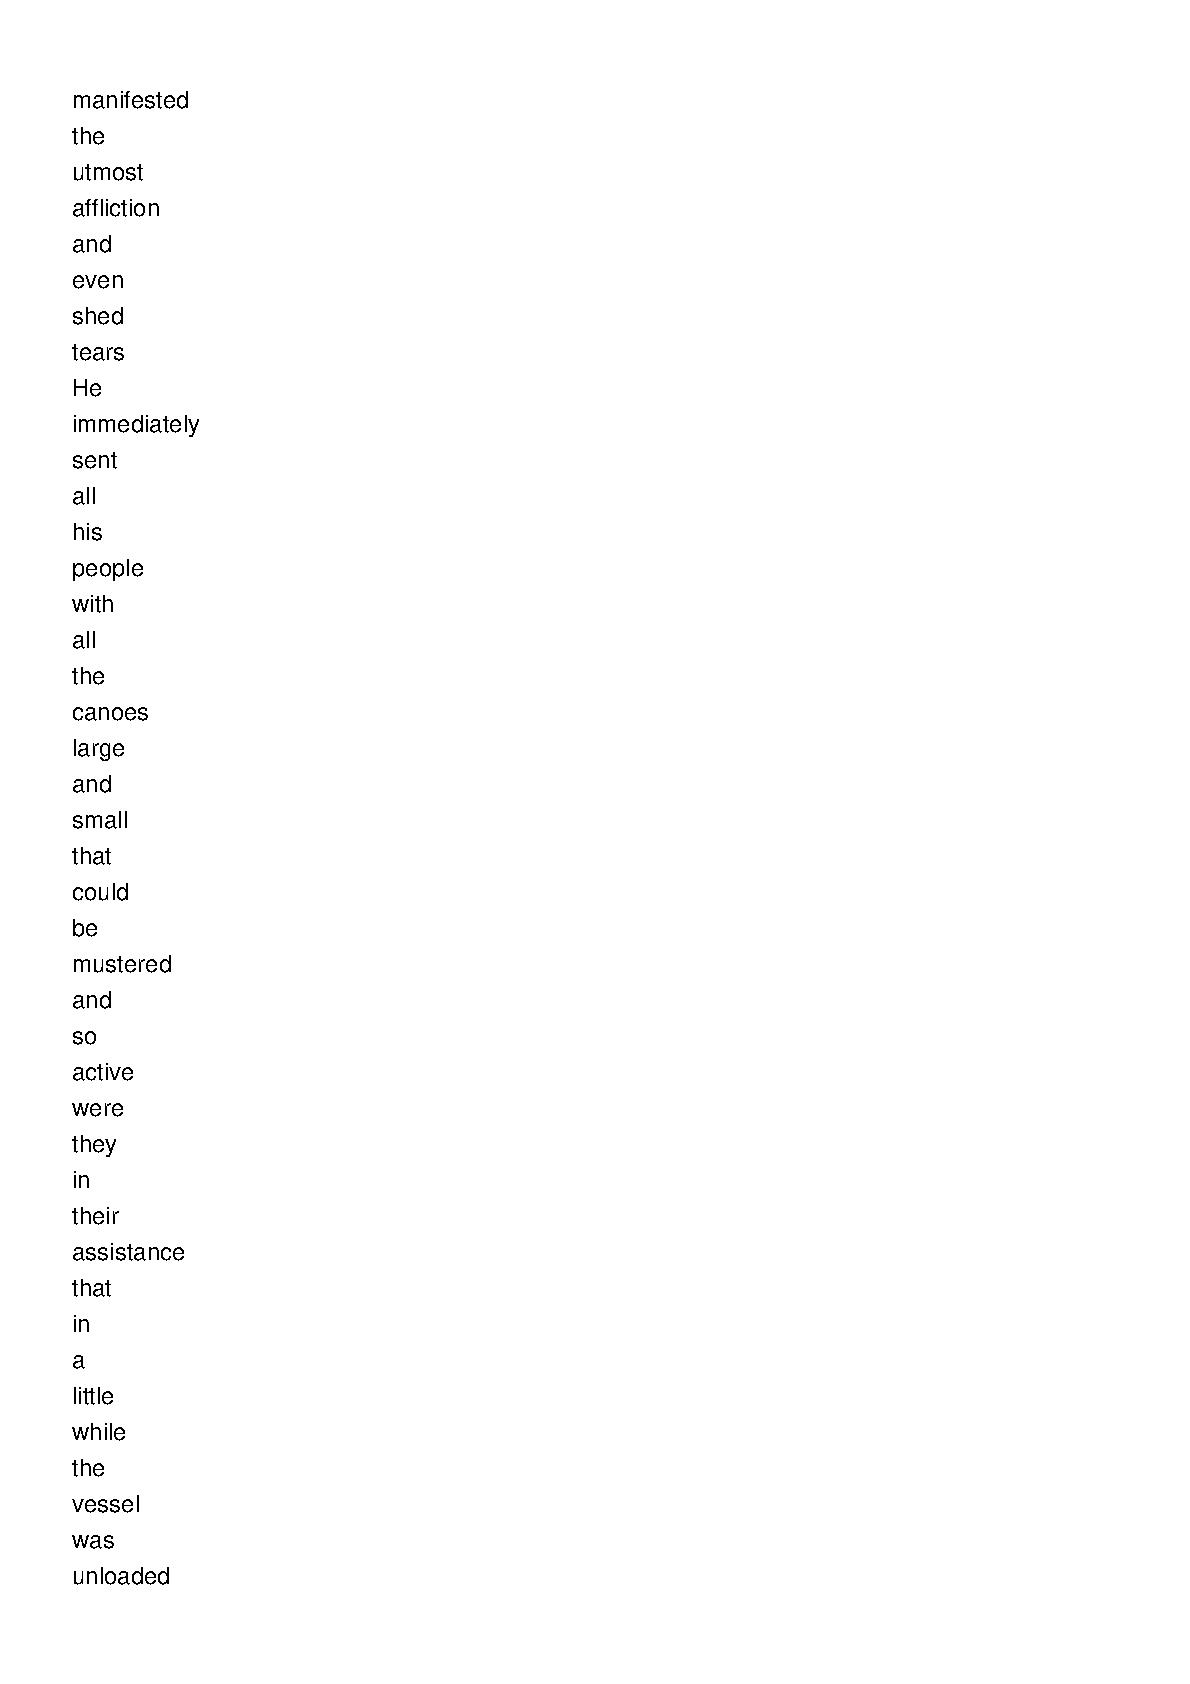 manifested
the
utmost
affliction
and
even
shed
tears
He
immediately
sent
all
his
people
with
all
the
canoes
large
and
small
that
could
be
mustered
and
so
active
were
they
in
their
assistance
that
in
a
little
while
the
vessel
was
unloaded